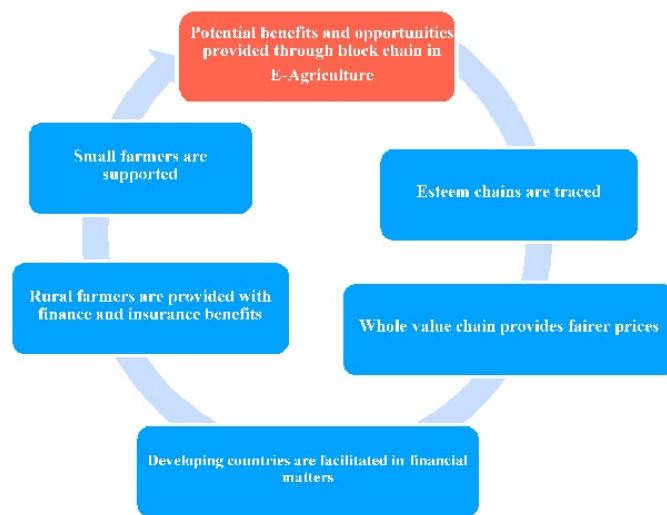 Potential benefits and opportunities
provided through block chain in
E-Agriculture
Esteem chains are traced
Whole value chain provides fairer prices
Developing countries are facilitated in financial
matters
Rural farmers are provided with
finance and insurance benefits
Small farmers are
supported